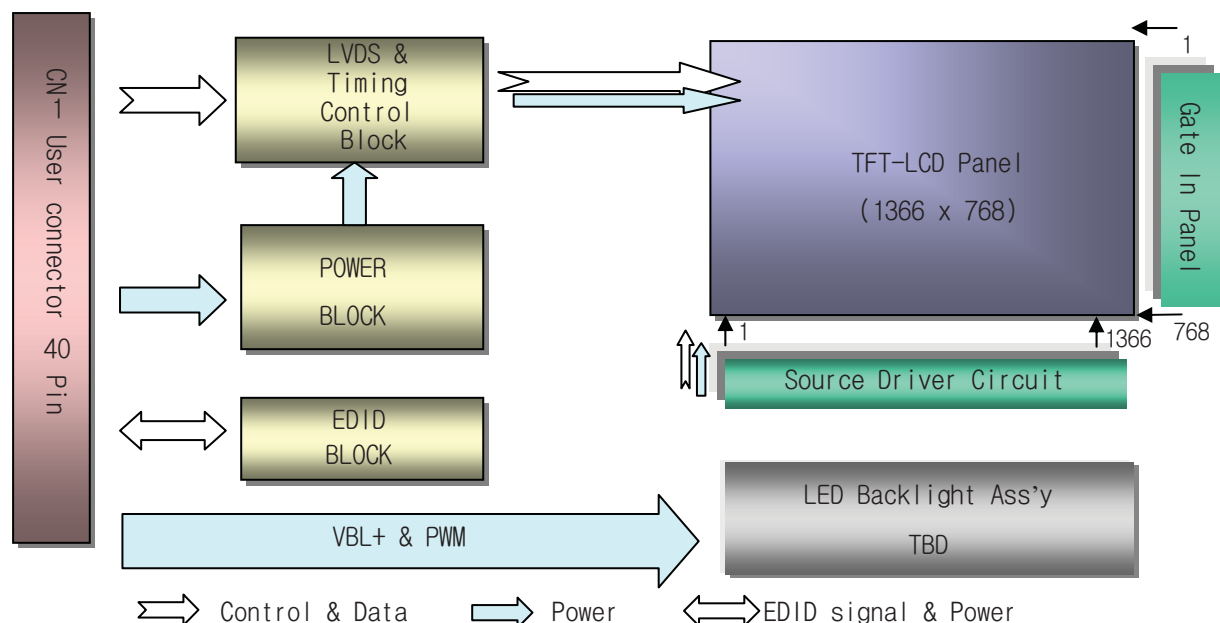 CN-1 User connector 40 Pin
LVDS &
Timing
Control
Block
POWER
BLOCK
EDID
BLOCK
VBL+ & PWM
TFT-LCD Panel
(1366 x 768)
1
Gate In Panel
768
1
1366
Source Driver Circuit
LED Backlight Ass’y
TBD
Control & Data
Power
EDID signal & Power